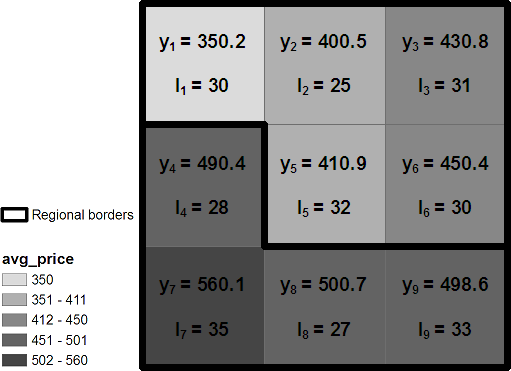 y₁ = 350.2 y₂ = 400.5 y₃ = 430.8
l₁ = 30 l₂ = 25 l₃ = 31
y₄ = 490.4 y₅ = 410.9 y₆ = 450.4
l₄ = 28 l₅ = 32 l₆ = 30
y₇ = 560.1 y₈ = 500.7 y₉ = 498.6
l₇ = 35 l₈ = 27 l₉ = 33
Regional borders
avg_price
350
351 - 411
412 - 450
451 - 501
502 - 560